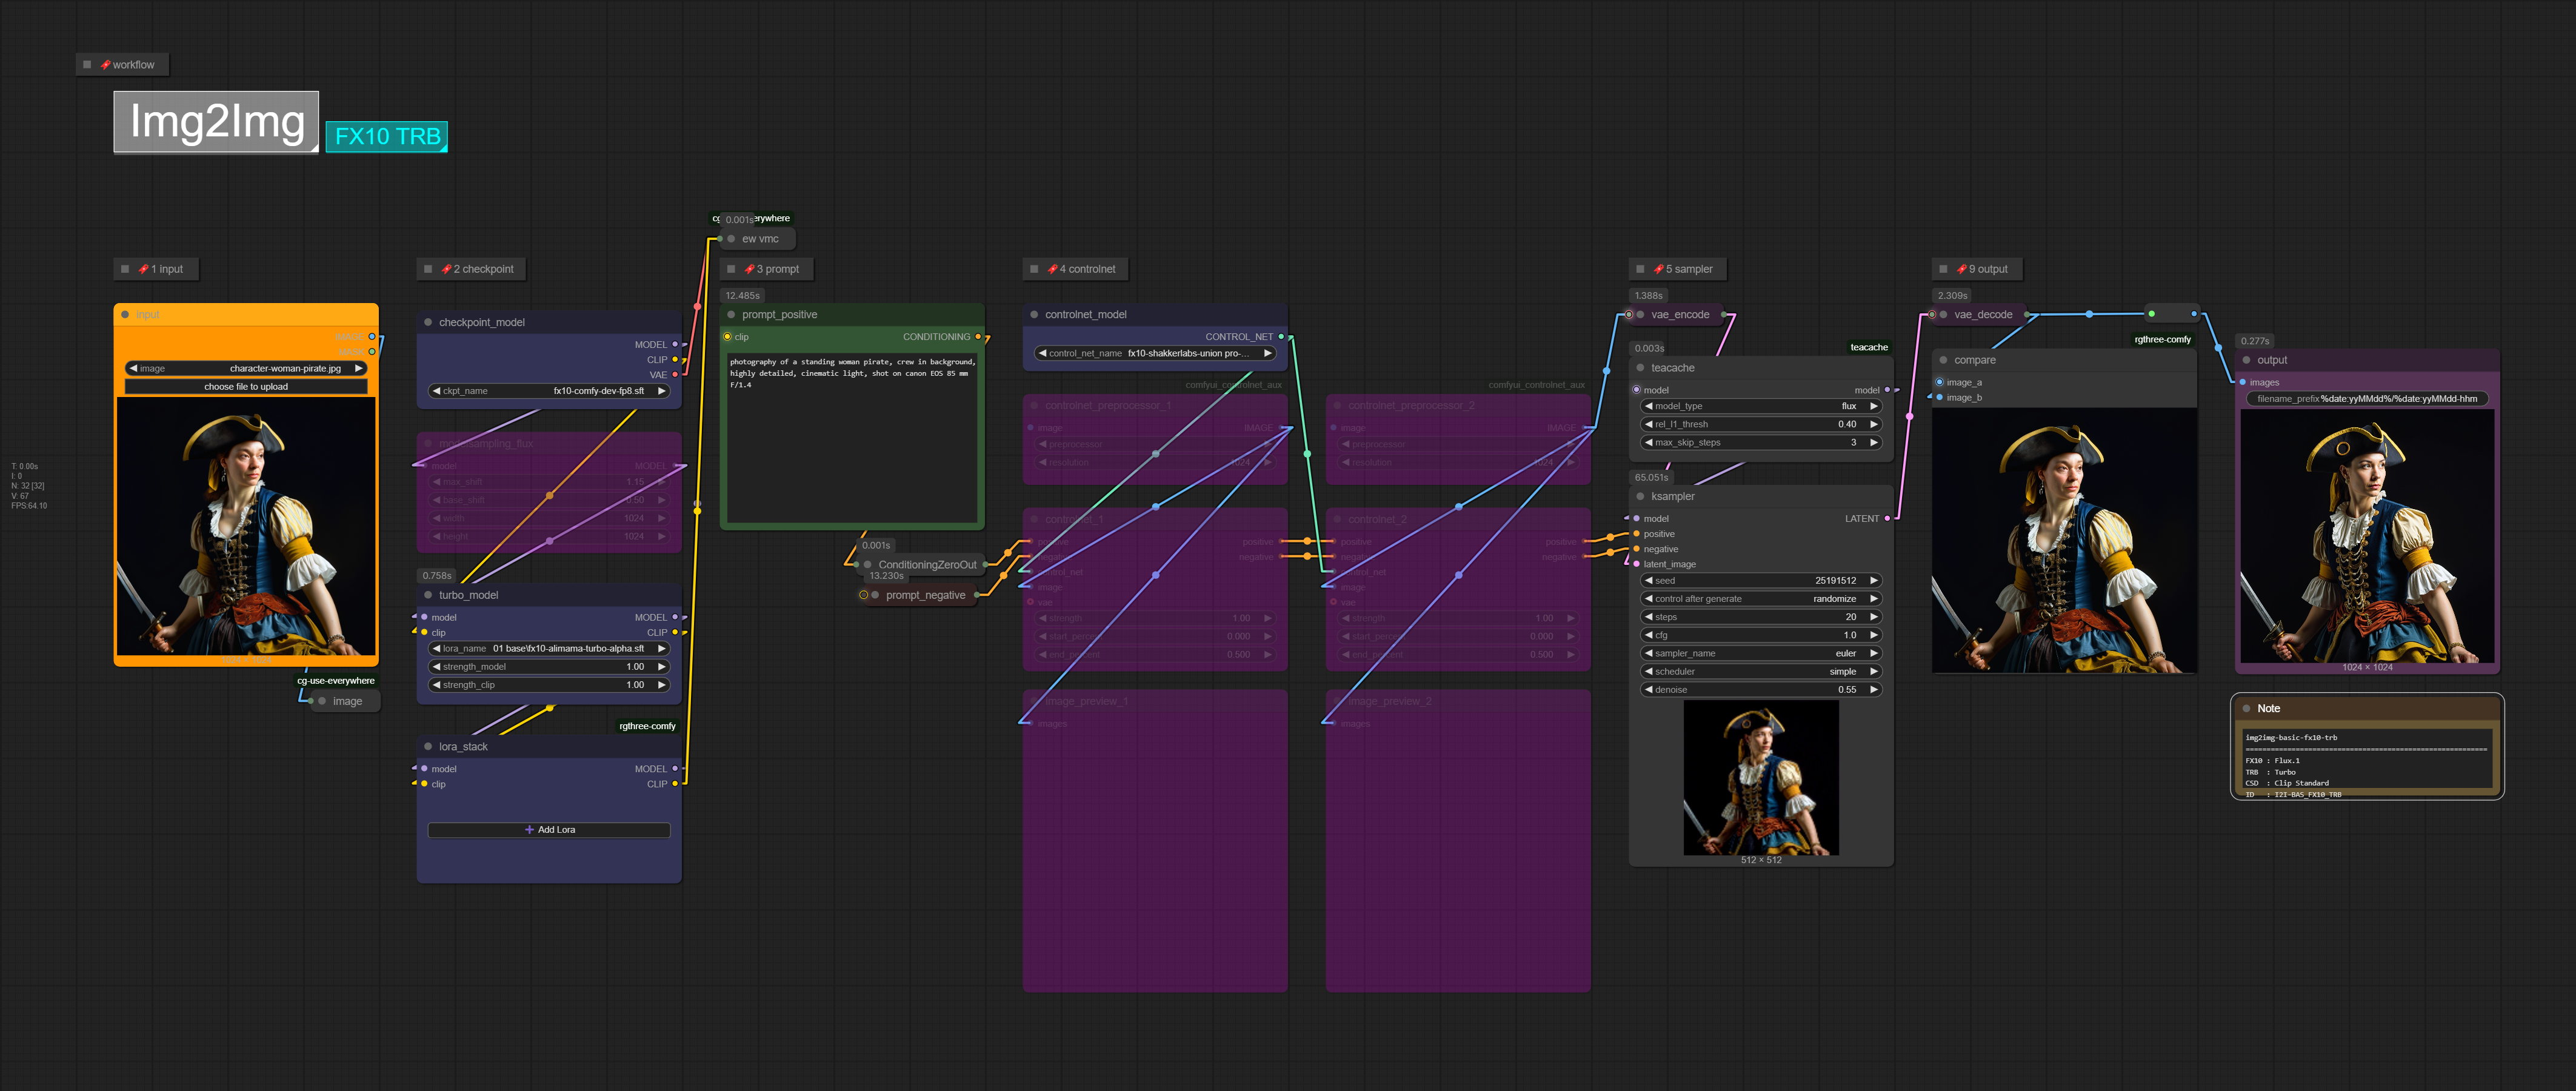 workflow
Img2Img
FX10 TRB
T: 0.00s
I: 0
N: 32 [32]
V: 67
FPS:64.10
1 input
input
image character-woman-pirate.jpg
choose file to upload
cg-use-everywhere
image
2 checkpoint
checkpoint_model
MODEL
CLIP
VAE
ckpt_name fx10-comfy-dev-fp8.sft
model MODEL
max_shift 1.15
base_shift 0.50
width 1024
height 1024
0.758s
turbo_model
model MODEL
clip CLIP
lora_name 01 base\fx10-alimama-turbo-alpha.sft
strength_model 1.00
strength_clip 1.00
rgthree-comfy
lora_stack
model MODEL
clip CLIP
Add Lora
0.001s
ew vmc
3 prompt
12.485s
prompt_positive
clip CONDITIONING
photography of a standing woman pirate, crew in background,
highly detailed, cinematic light, shot on canon EOS 85 mm
F/1.4
0.001s
ConditioningZeroOut
13.230s
prompt_negative
4 controlnet
controlnet_model
CONTROL_NET
control_net_name fx10-shakkerlabs-union pro-...
comfyui_controlnet_aux
controlnet_preprocessor_1
image IMAGE
preprocessor
resolution 1024
controlnet_1
positive positive
negative negative
control_net
image
vae
strength 1.00
start_percent 0.000
end_percent 0.500
image_preview_1
images
comfyui_controlnet_aux
controlnet_preprocessor_2
image IMAGE
preprocessor
resolution 1024
controlnet_2
positive positive
negative negative
control_net
image
vae
strength 1.00
start_percent 0.000
end_percent 0.500
image_preview_2
images
5 sampler
1.388s
vae_encode
0.003s
teacache
teacache
model model
model_type flux
rel_l1_thresh 0.40
max_skip_steps 3
65.051s
ksampler
model LATENT
positive
negative
latent_image
seed 25191512
control after generate randomize
steps 20
cfg 1.0
sampler_name euler
scheduler simple
denoise 0.55
512 × 512
9 output
2.309s
vae_decode
rgthree-comfy
compare
image_a
image_b
0.277s
output
images
filename_prefix %date:yyMMdd%/%date:yyMMdd-hhm
1024 × 1024
Note
img2img-basic-fx10-trb
==========================================================
FX10 : Flux.1
TRB : Turbo
CSD : Clip Standard
ID : I2I-BAS_FX10_TRB